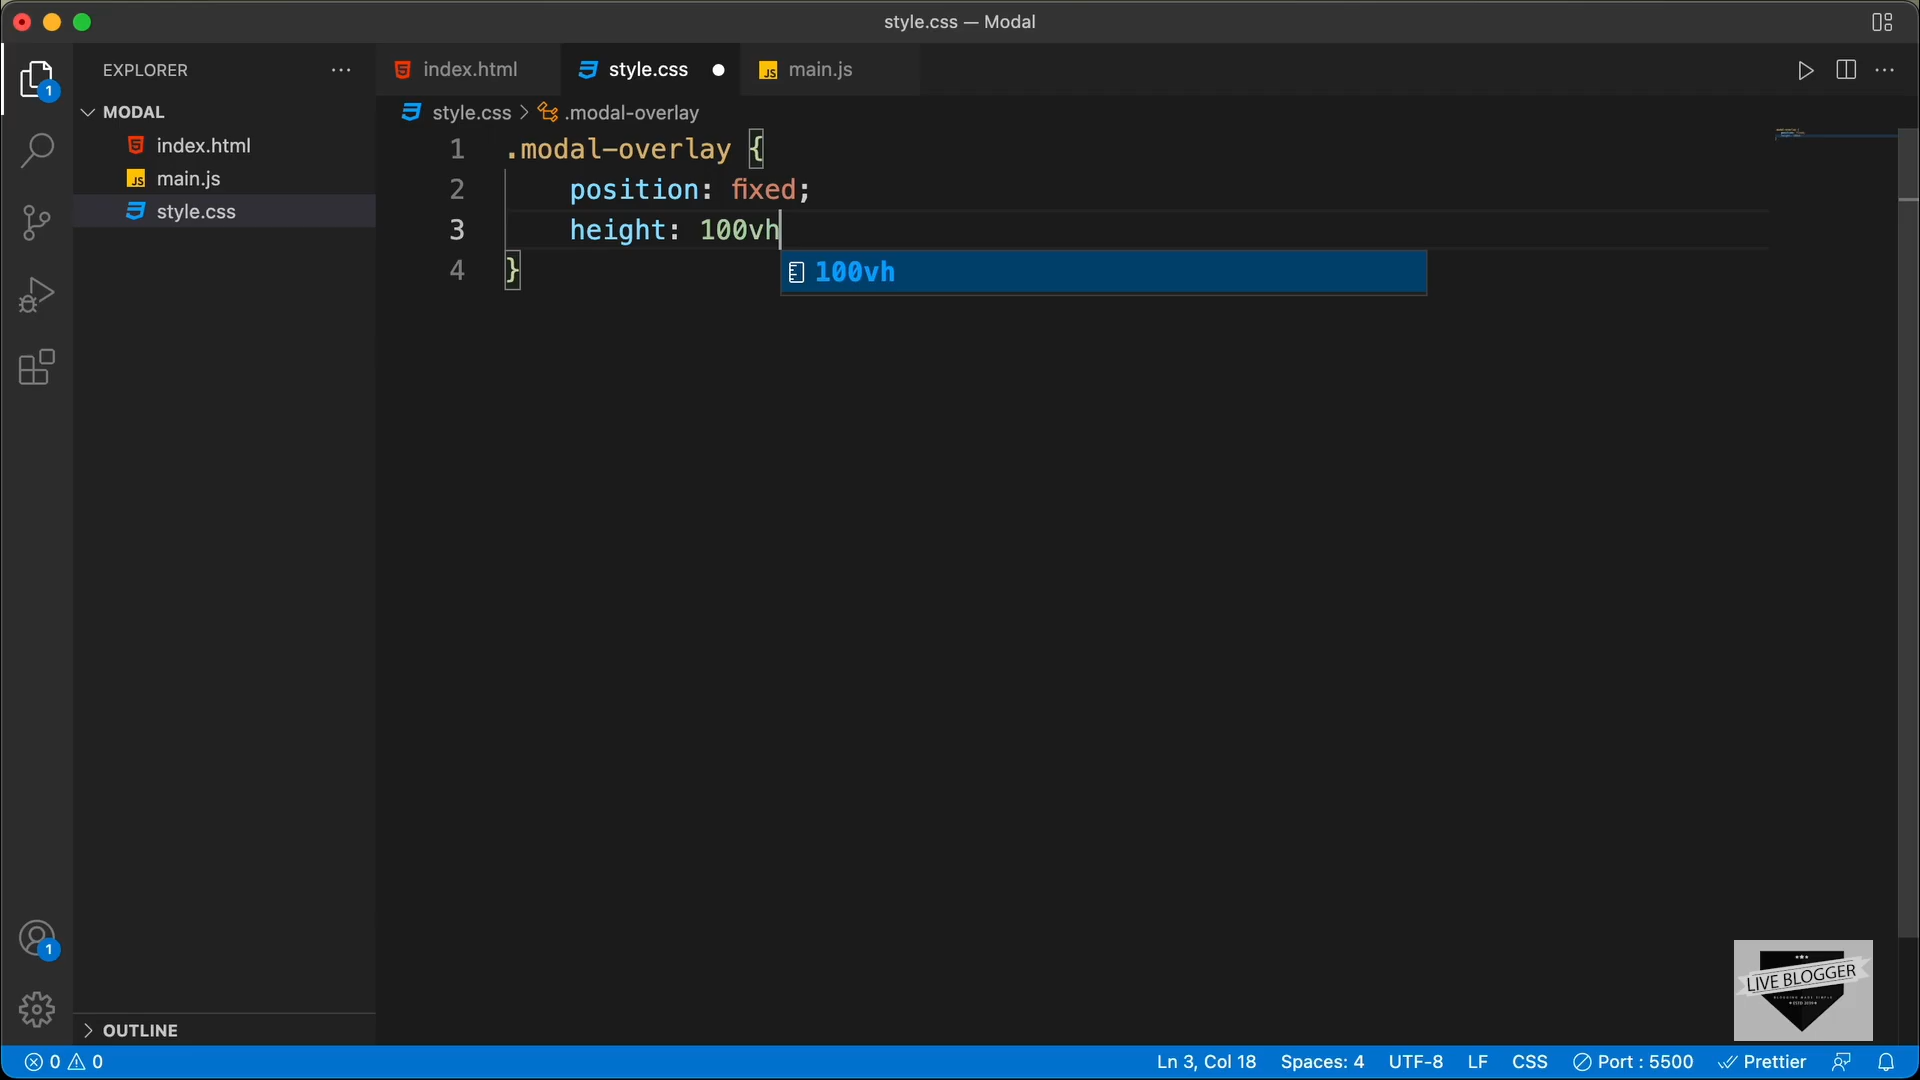 style.css — Modal
EXPLORER
MODAL
index.html
main.js
style.css
OUTLINE
index.html
style.css
main.js
style.css > .modal-overlay
1 .modal-overlay {
2 position: fixed;
3 height: 100vh
4 }
100vh
1
1
LIVE BLOGGER
0 0
Ln 3, Col 18 Spaces: 4 UTF-8 LF CSS Port : 5500 Prettier